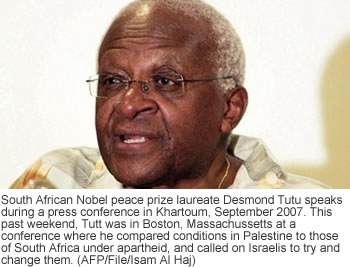 South African Nobel peace prize laureate Desmond Tutu speaks
during a press conference in Khartoum, September 2007. This
past weekend, Tutt was in Boston, Massachussetts at a
conference where he compared conditions in Palestine to those
of South Africa under apartheid, and called on Israelis to try and
change them. (AFP/File/Isam Al Haj)